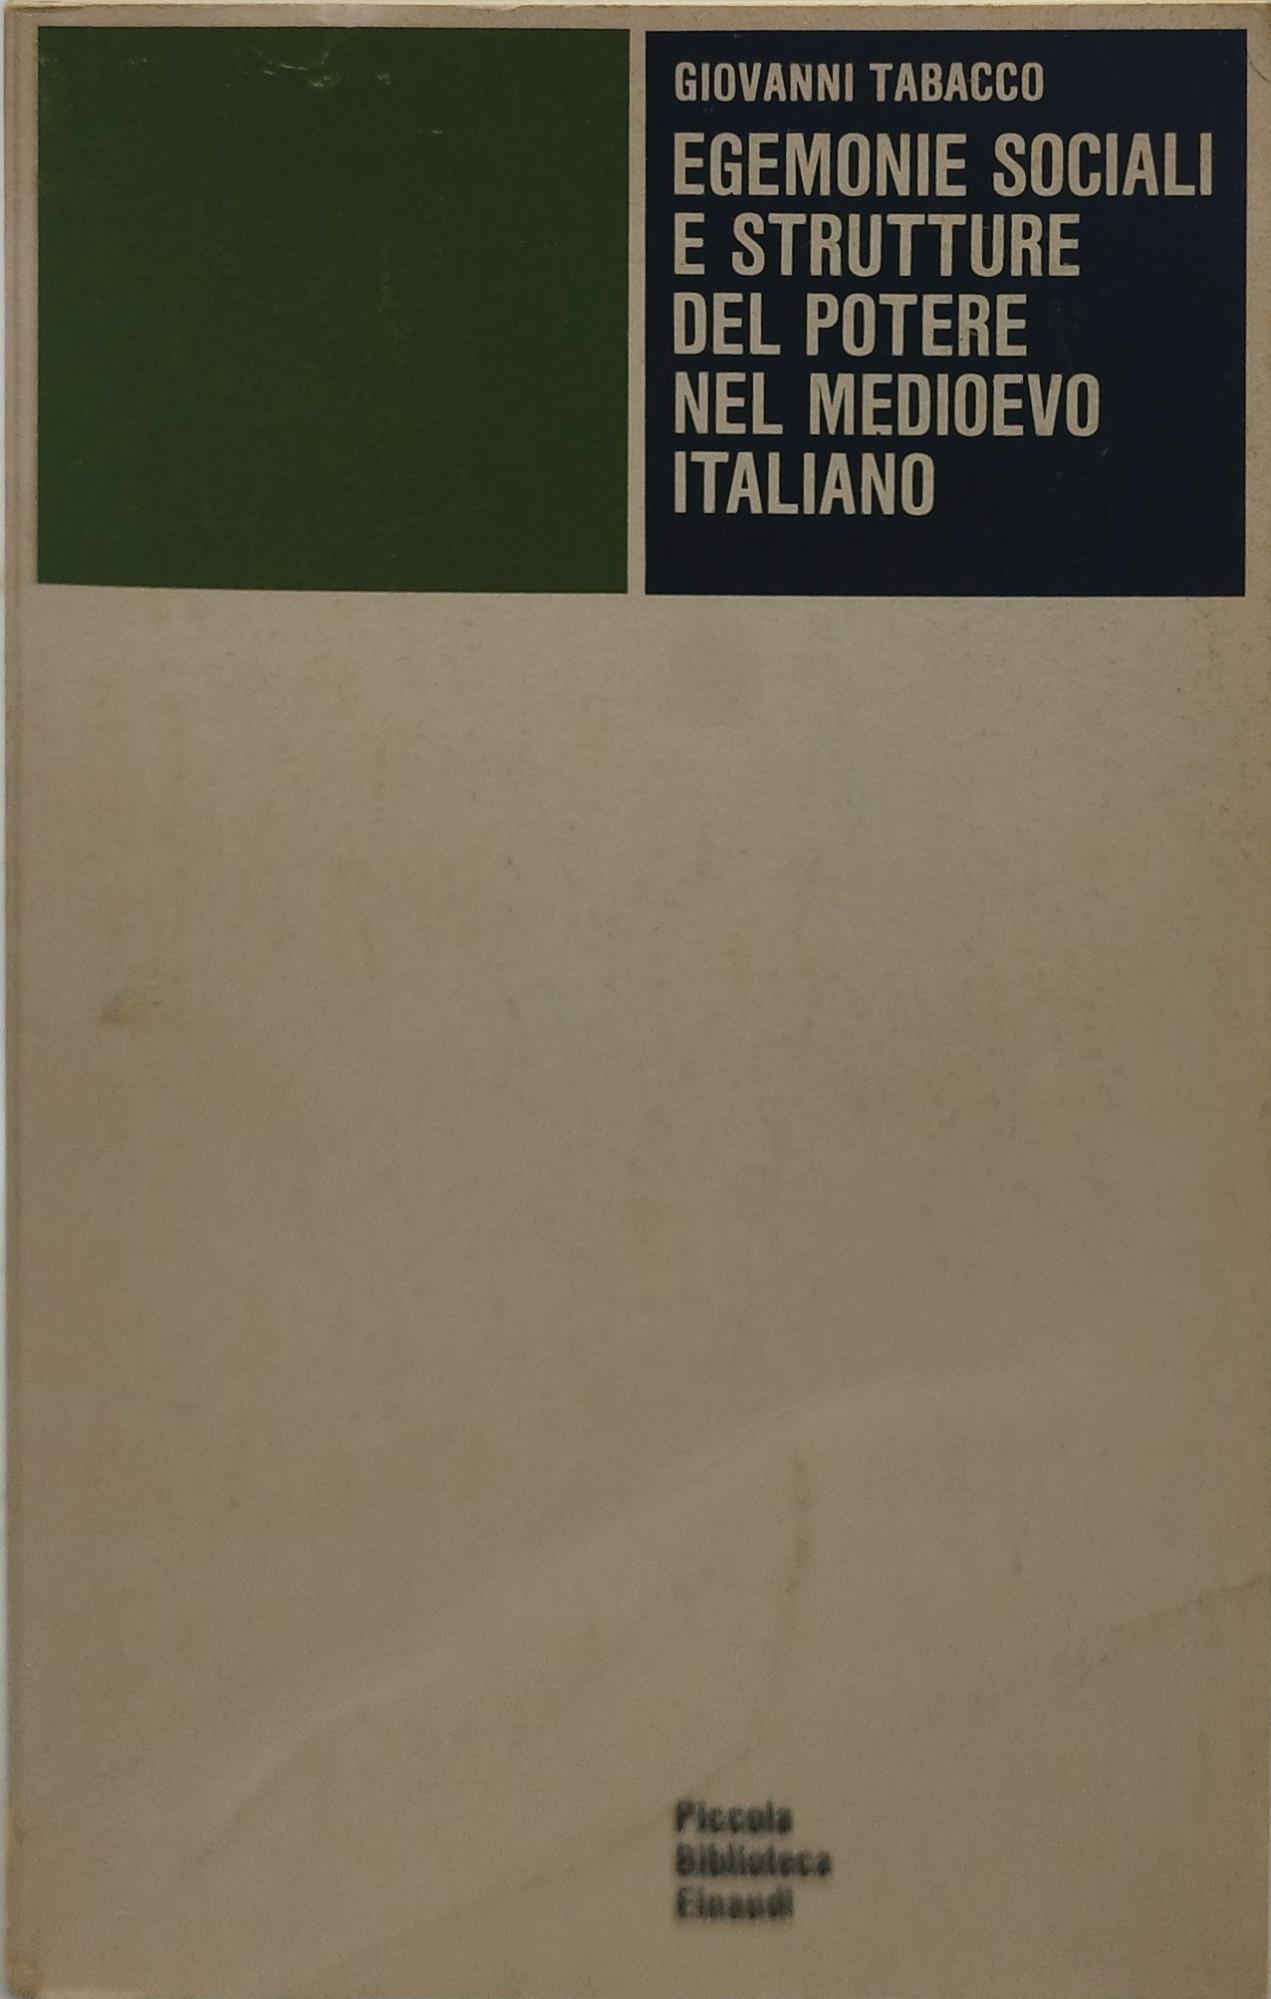 GIOVANNI TABACCO
EGEMONIE SOCIALI
E STRUTTURE
DEL POTERE
NEL MEDIOEVO
ITALIANO
Piccola
Biblioteca
Einaudi